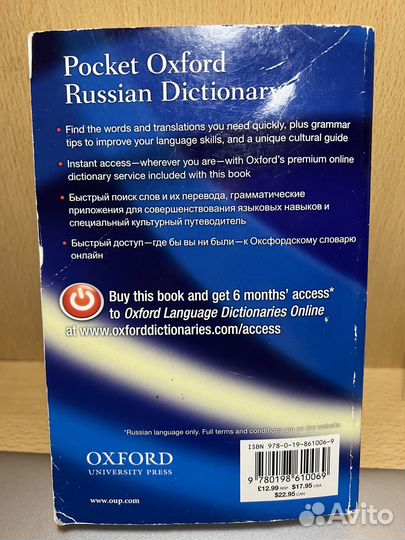 Pocket Oxford
Russian Dictionary
• Find the words and translations you need quickly, plus grammar
tips to improve your language skills, and a unique cultural guide
• Instant access—wherever you are—with Oxford's premium online
dictionary service included with this book
• Быстрый поиск слов и их перевода, грамматические
приложения для совершенствования языковых навыков и
специальный культурный путеводитель
• Быстрый доступ—где бы вы ни были—к Оксфордскому словарю
онлайн
Buy this book and get 6 months' access*
to Oxford Language Dictionaries Online
at www.oxforddictionaries.com/access
*Russian language only. Full terms and conditions on the website
ISBN 978-0-19-861006-9
OXFORD
UNIVERSITY PRESS
www.oup.com
9 780198 610069
£12.99 RRP $17.95 USA
$22.95 CAN
Avito